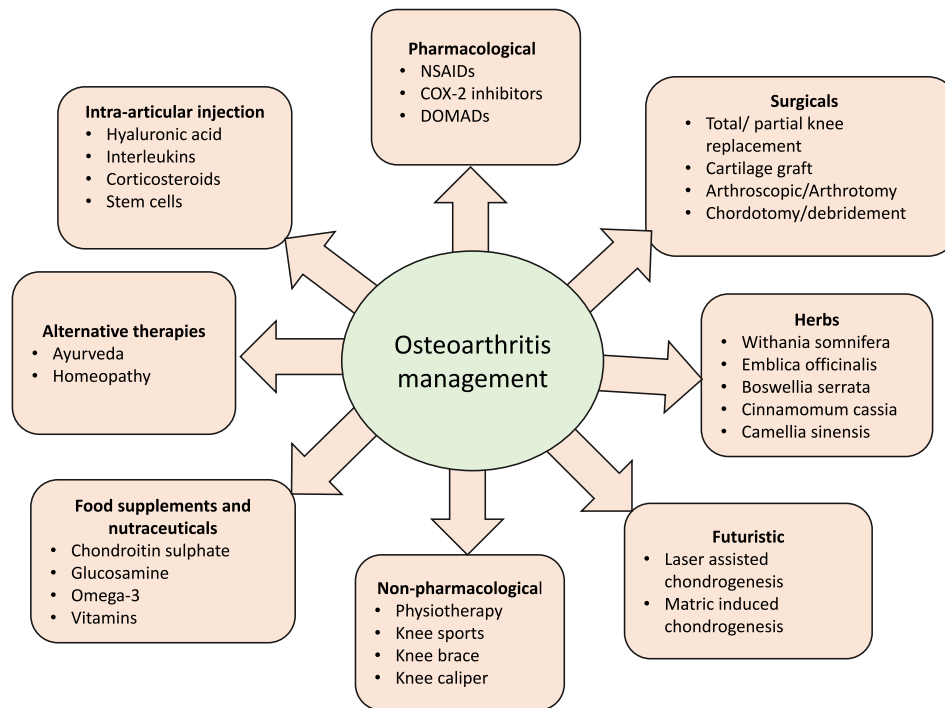 Pharmacological
• NSAIDs
• COX-2 inhibitors
• DOMADs
Intra-articular injection
• Hyaluronic acid
• Interleukins
• Corticosteroids
• Stem cells
Surgicals
• Total/ partial knee
replacement
• Cartilage graft
• Arthroscopic/Arthrotomy
• Chordotomy/debridement
Alternative therapies
• Ayurveda
• Homeopathy
Osteoarthritis
management
Herbs
• Withania somnifera
• Emblica officinalis
• Boswellia serrata
• Cinnamomum cassia
• Camellia sinensis
Food supplements and
nutraceuticals
• Chondroitin sulphate
• Glucosamine
• Omega-3
• Vitamins
Non-pharmacological
• Physiotherapy
• Knee sports
• Knee brace
• Knee caliper
Futuristic
• Laser assisted
chondrogenesis
• Matric induced
chondrogenesis